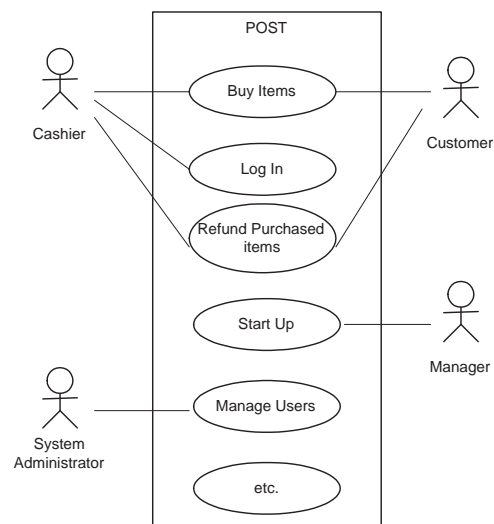 POST
Buy Items
Cashier
Customer
Log In
Refund Purchased
items
Start Up
Manager
Manage Users
System
Administrator
etc.